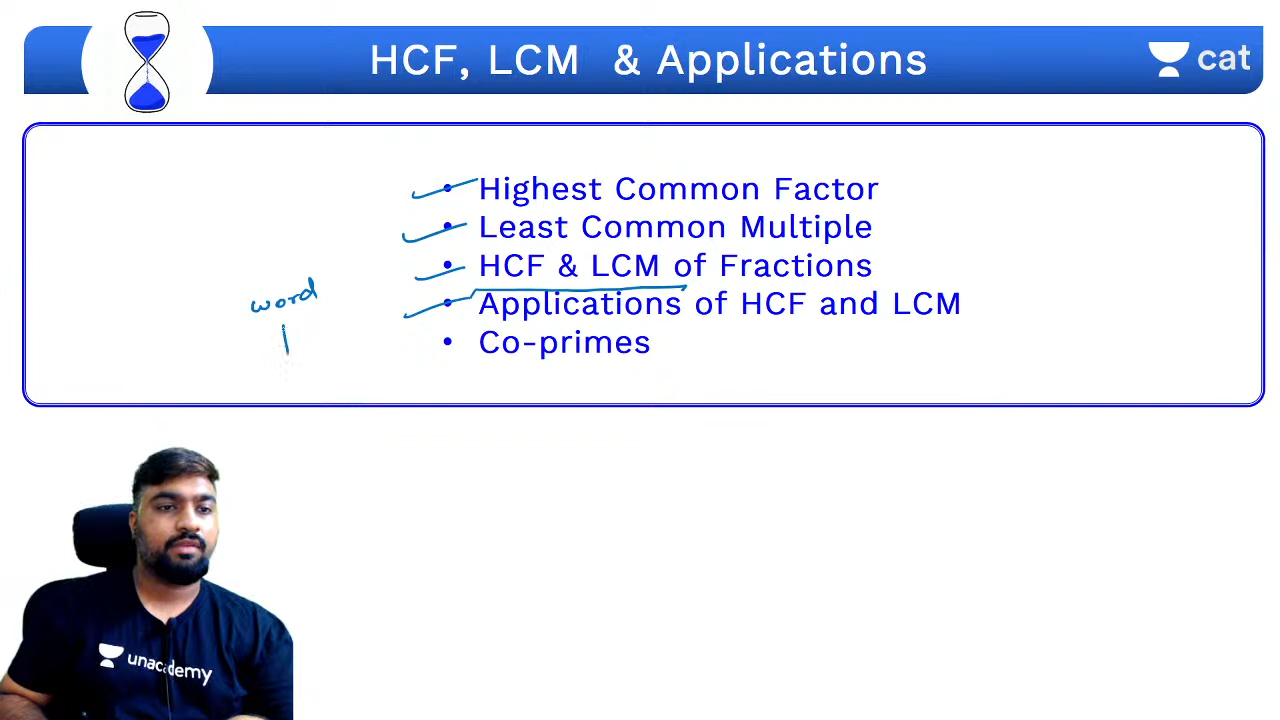 HCF, LCM & Applications
cat
• Highest Common Factor
• Least Common Multiple
• HCF & LCM of Fractions
• Applications of HCF and LCM
• Co-primes
word
unacademy